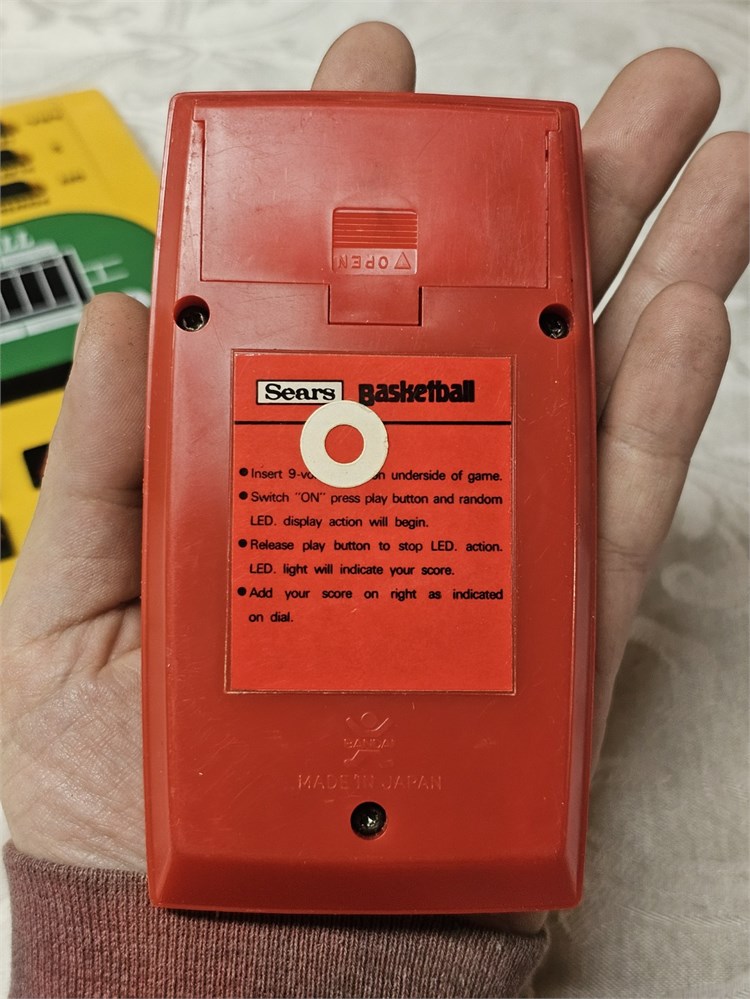 OPEN
Sears Basketball
Insert 9-vo on underside of game.
Switch "ON" press play button and random
LED. display action will begin.
Release play button to stop LED. action.
LED. light will indicate your score.
Add your score on right as indicated
on dial.
BANDAI
MADE IN JAPAN